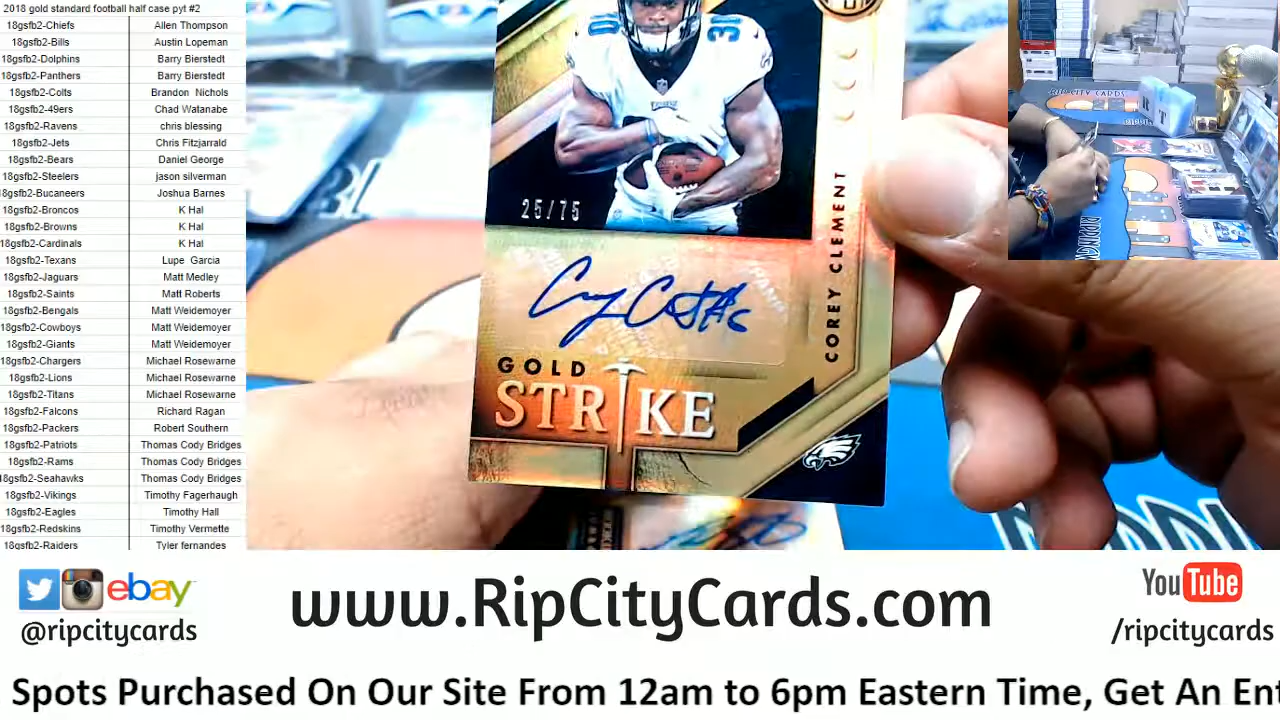 2018 gold standard football half case pyt #2
18gsfb2-Chiefs Allen Thompson
18gsfb2-Bills Austin Lopeman
18gsfb2-Dolphins Barry Bierstedt
18gsfb2-Panthers Barry Bierstedt
18gsfb2-Colts Brandon Nichols
18gsfb2-49ers Chad Watanabe
18gsfb2-Ravens chris blessing
18gsfb2-Jets Chris Fitzjarrald
18gsfb2-Bears Daniel George
18gsfb2-Steelers jason silverman
18gsfb2-Bucaneers Joshua Barnes
18gsfb2-Broncos K Hal
18gsfb2-Browns K Hal
18gsfb2-Cardinals K Hal
18gsfb2-Texans Lupe Garcia
18gsfb2-Jaguars Matt Medley
18gsfb2-Saints Matt Roberts
18gsfb2-Bengals Matt Weidemoyer
18gsfb2-Cowboys Matt Weidemoyer
18gsfb2-Giants Matt Weidemoyer
18gsfb2-Chargers Michael Rosewarne
18gsfb2-Lions Michael Rosewarne
18gsfb2-Titans Michael Rosewarne
18gsfb2-Falcons Richard Ragan
18gsfb2-Packers Robert Southern
18gsfb2-Patriots Thomas Cody Bridges
18gsfb2-Rams Thomas Cody Bridges
18gsfb2-Seahawks Thomas Cody Bridges
18gsfb2-Vikings Timothy Fagerhaugh
18gsfb2-Eagles Timothy Hall
18gsfb2-Redskins Timothy Vermette
18gsfb2-Raiders Tyler fernandes
30
25/75
COREY CLEMENT
GOLD
STRIKE
RIP CITY CARDS
ebay
@ripcitycards
www.RipCityCards.com
YouTube
/ripcitycards
Spots Purchased On Our Site From 12am to 6pm Eastern Time, Get An Ent